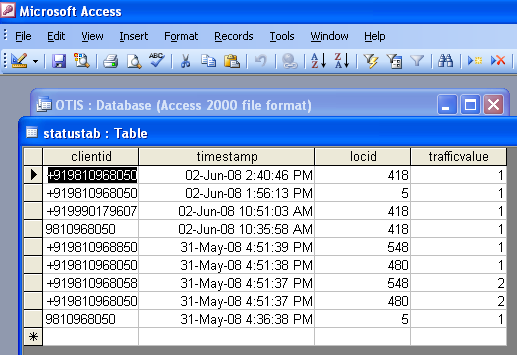 Microsoft Access
File Edit View Insert Format Records Tools Window Help
OTIS : Database (Access 2000 file format)
statustab : Table
clientid timestamp locid trafficvalue
+919810968050 02-Jun-08 2:40:46 PM 418 1
+919810968050 02-Jun-08 1:56:13 PM 5 1
+919990179607 02-Jun-08 10:51:03 AM 418 1
9810968050 02-Jun-08 10:35:58 AM 418 1
+919810968850 31-May-08 4:51:39 PM 548 1
+919810968050 31-May-08 4:51:38 PM 480 1
+919810968058 31-May-08 4:51:37 PM 548 2
+919810968050 31-May-08 4:51:37 PM 480 2
9810968050 31-May-08 4:36:38 PM 5 1